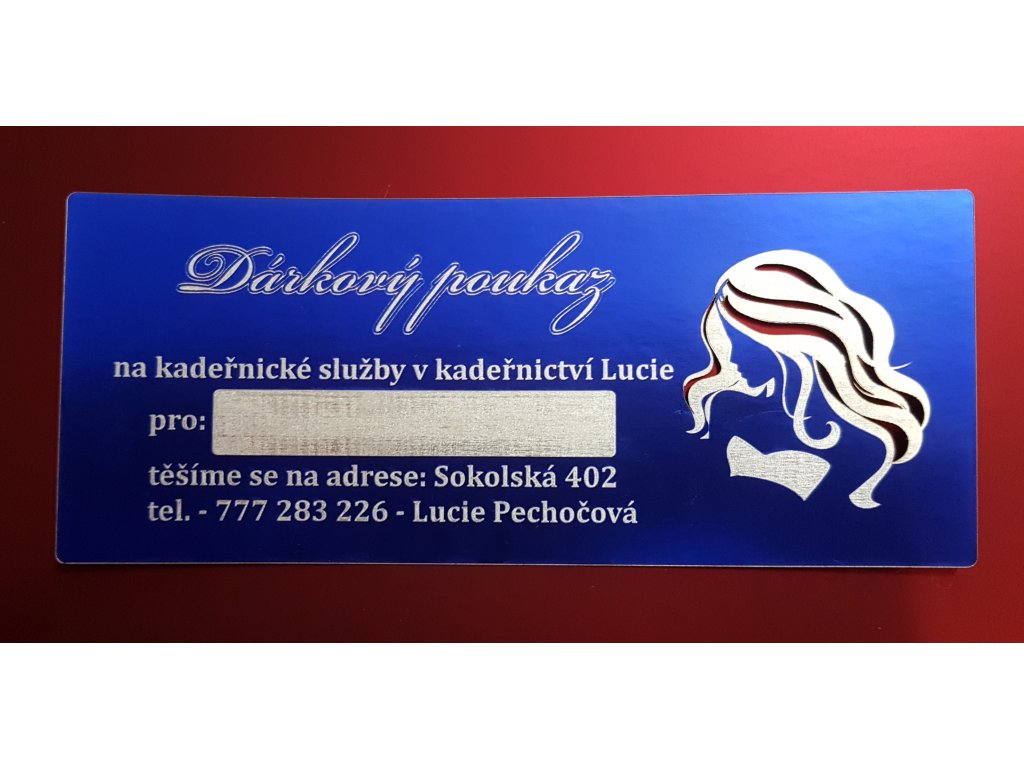 Dárkový poukaz
na kadeřnické služby v kadeřnictví Lucie
pro:
těšíme se na adrese: Sokolská 402
tel. - 777 283 226 - Lucie Pechočová